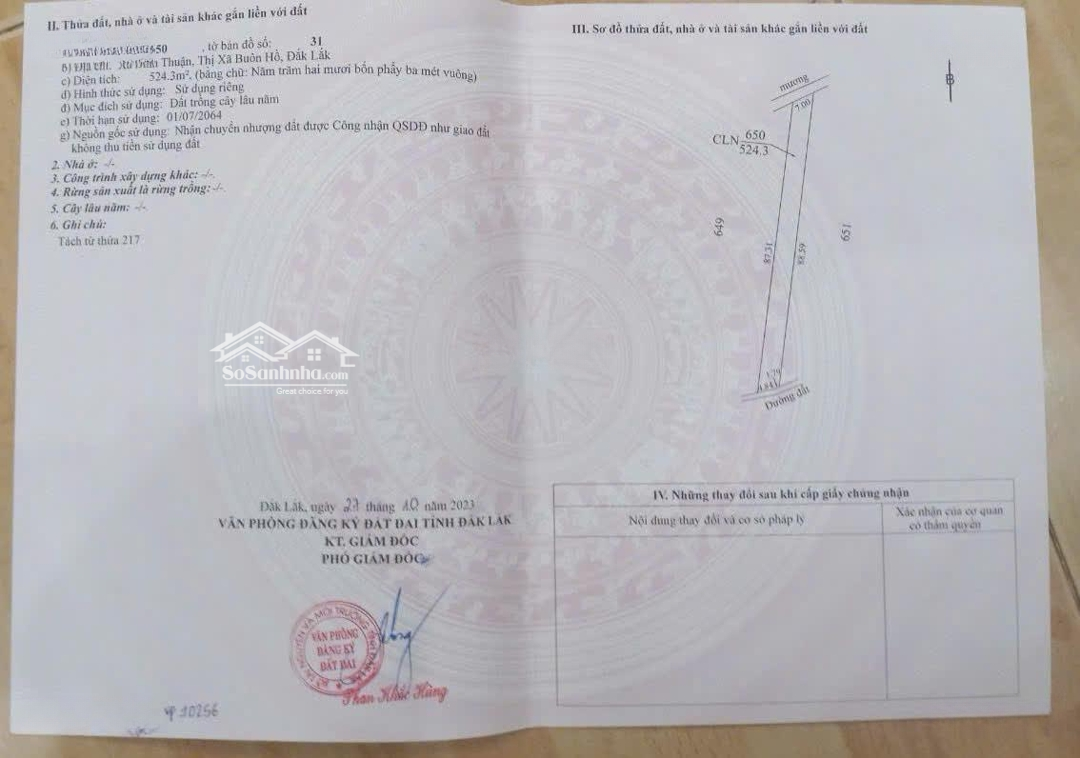 II. Thửa đất, nhà ở và tài sản khác gắn liền với đất
650 , tờ bản đồ số: 31
Thuận, Thị Xã Buôn Hồ, Đắk Lắk
c) Diện tích: 524.3m², (bằng chữ: Năm trăm hai mươi bốn phẩy ba mét vuông)
d) Hình thức sử dụng: Sử dụng riêng
đ) Mục đích sử dụng: Đất trồng cây lâu năm
e) Thời hạn sử dụng: 01/07/2064
g) Nguồn gốc sử dụng: Nhận chuyển nhượng đất được Công nhận QSDĐ như giao đất
không thu tiền sử dụng đất
2. Nhà ở: -/-
3. Công trình xây dựng khác: -/-
4. Rừng sản xuất là rừng trồng: -/-
5. Cây lâu năm: -/-
6. Ghi chú:
Tách từ thửa 217
SoSanhnha.com
Great choice for you
Đắk Lắk, ngày 27 tháng 10 năm 2023
VĂN PHÒNG ĐĂNG KÝ ĐẤT ĐAI TỈNH ĐẮK LẮK
KT. GIÁM ĐỐC
PHÓ GIÁM ĐỐC
VĂN PHÒNG
ĐĂNG KÝ
ĐẤT ĐAI
Phan Khắc Hùng
10256
III. Sơ đồ thửa đất, nhà ở và tài sản khác gắn liền với đất
B
mương
7.00
CLN 650
524.3
649
651
87.31
88.59
Đường đất
IV. Những thay đổi sau khi cấp giấy chứng nhận
Nội dung thay đổi và cơ sở pháp lý
Xác nhận của cơ quan
có thẩm quyền